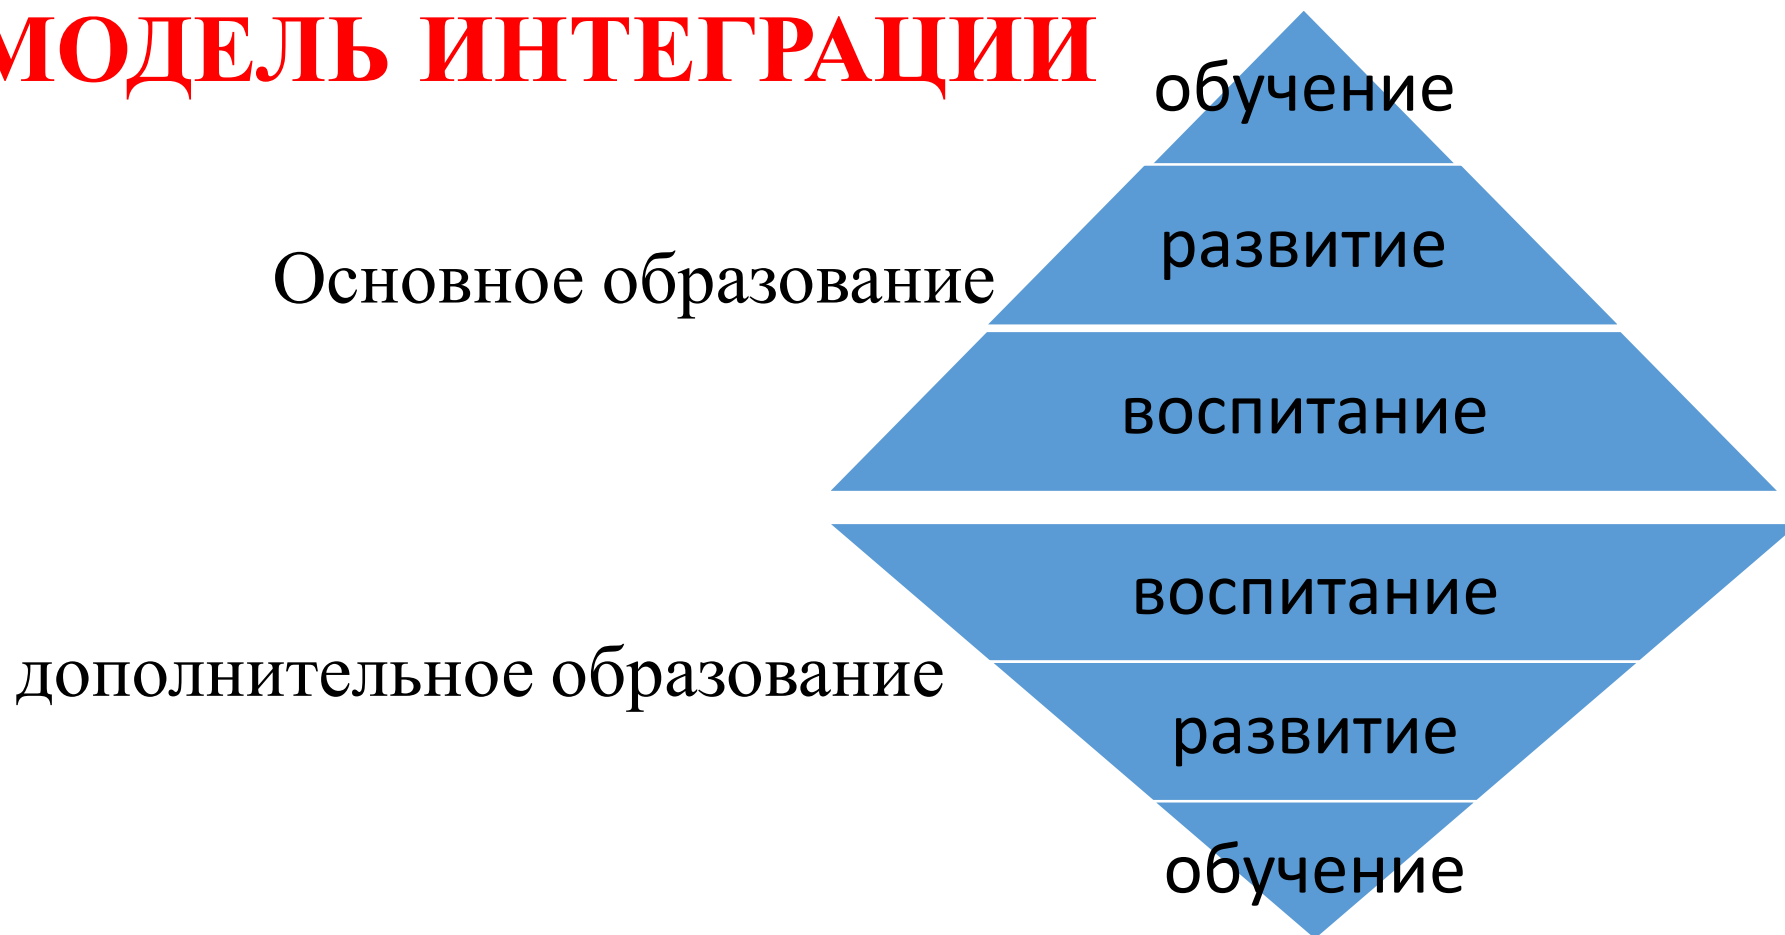 МОДЕЛЬ ИНТЕГРАЦИИ
обучение
развитие
Основное образование
воспитание
воспитание
дополнительное образование
развитие
обучение